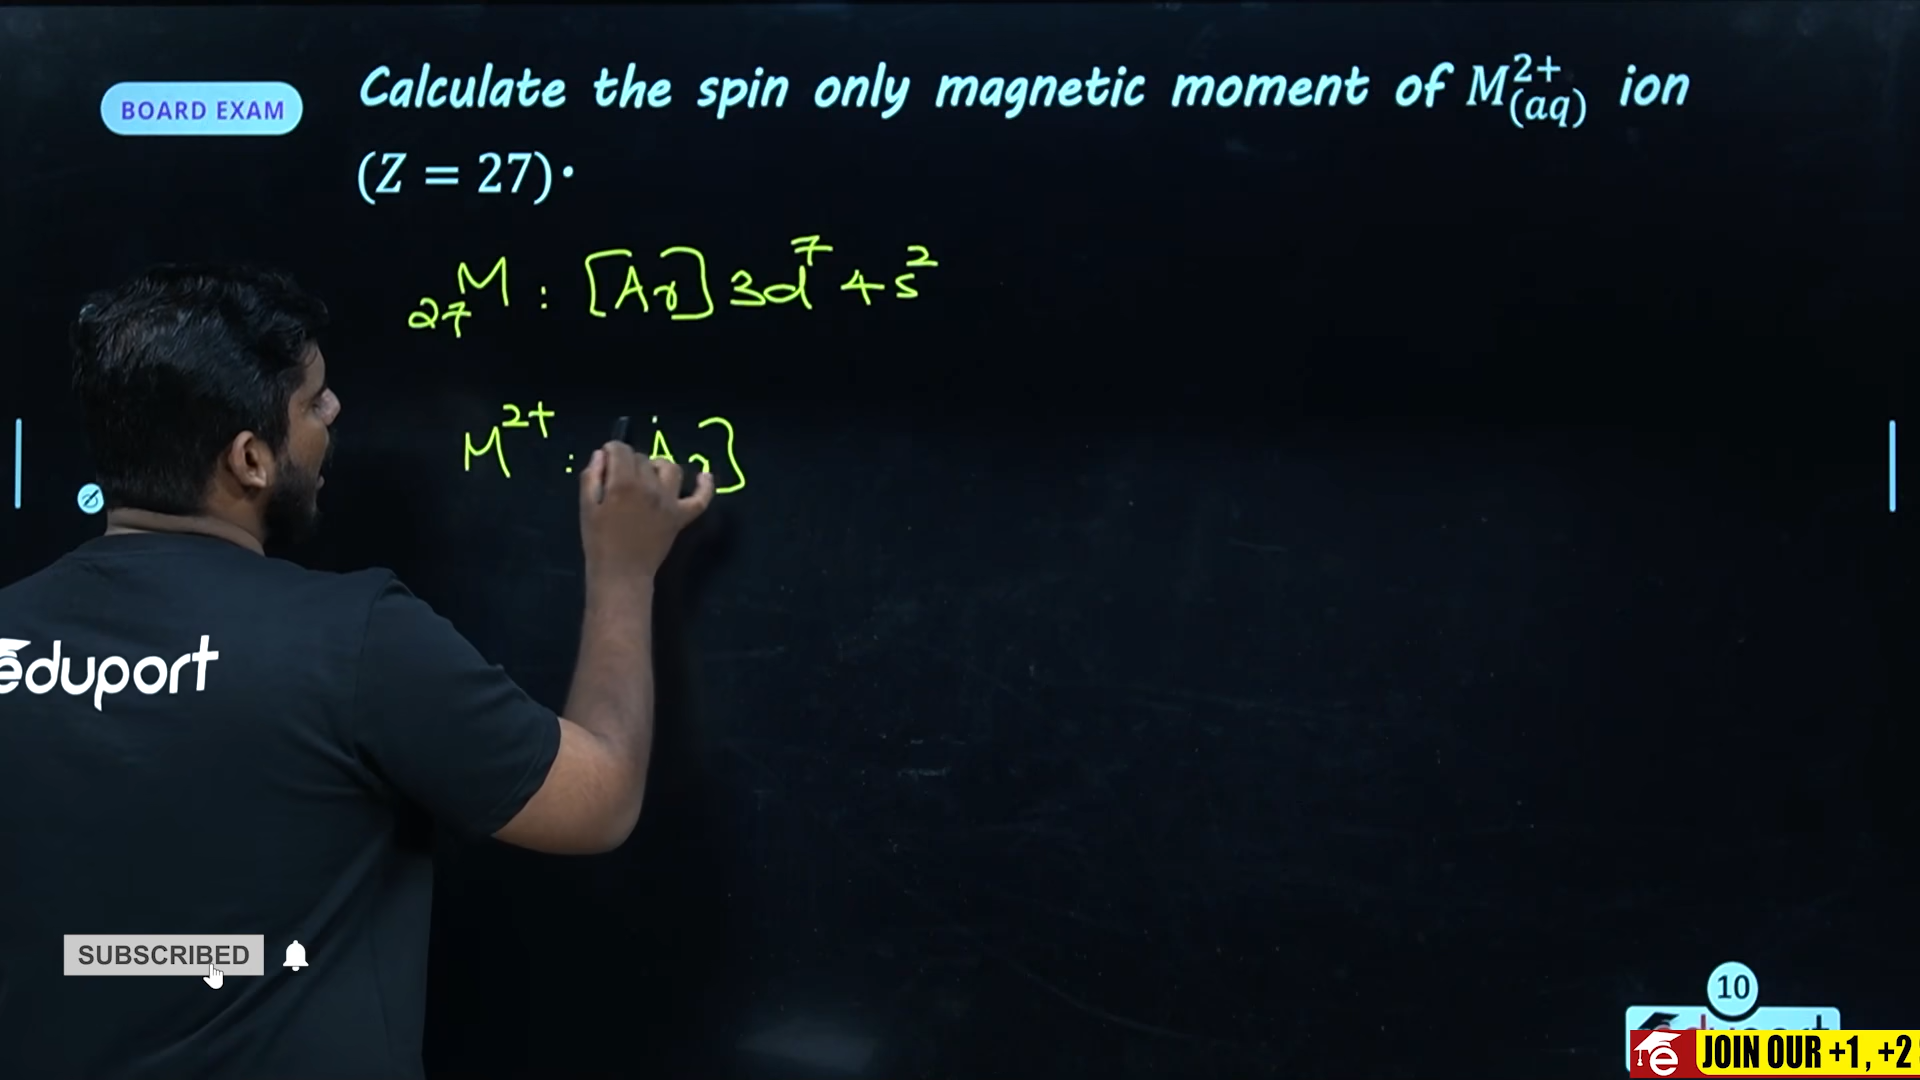 BOARD EXAM
Calculate the spin only magnetic moment of M²⁺(aq) ion
(Z = 27)·
₂₇M : [Ar] 3d⁷ 4s²
M²⁺ : Ar]
eduport
SUBSCRIBED
10
eduport
e JOIN OUR +1, +2